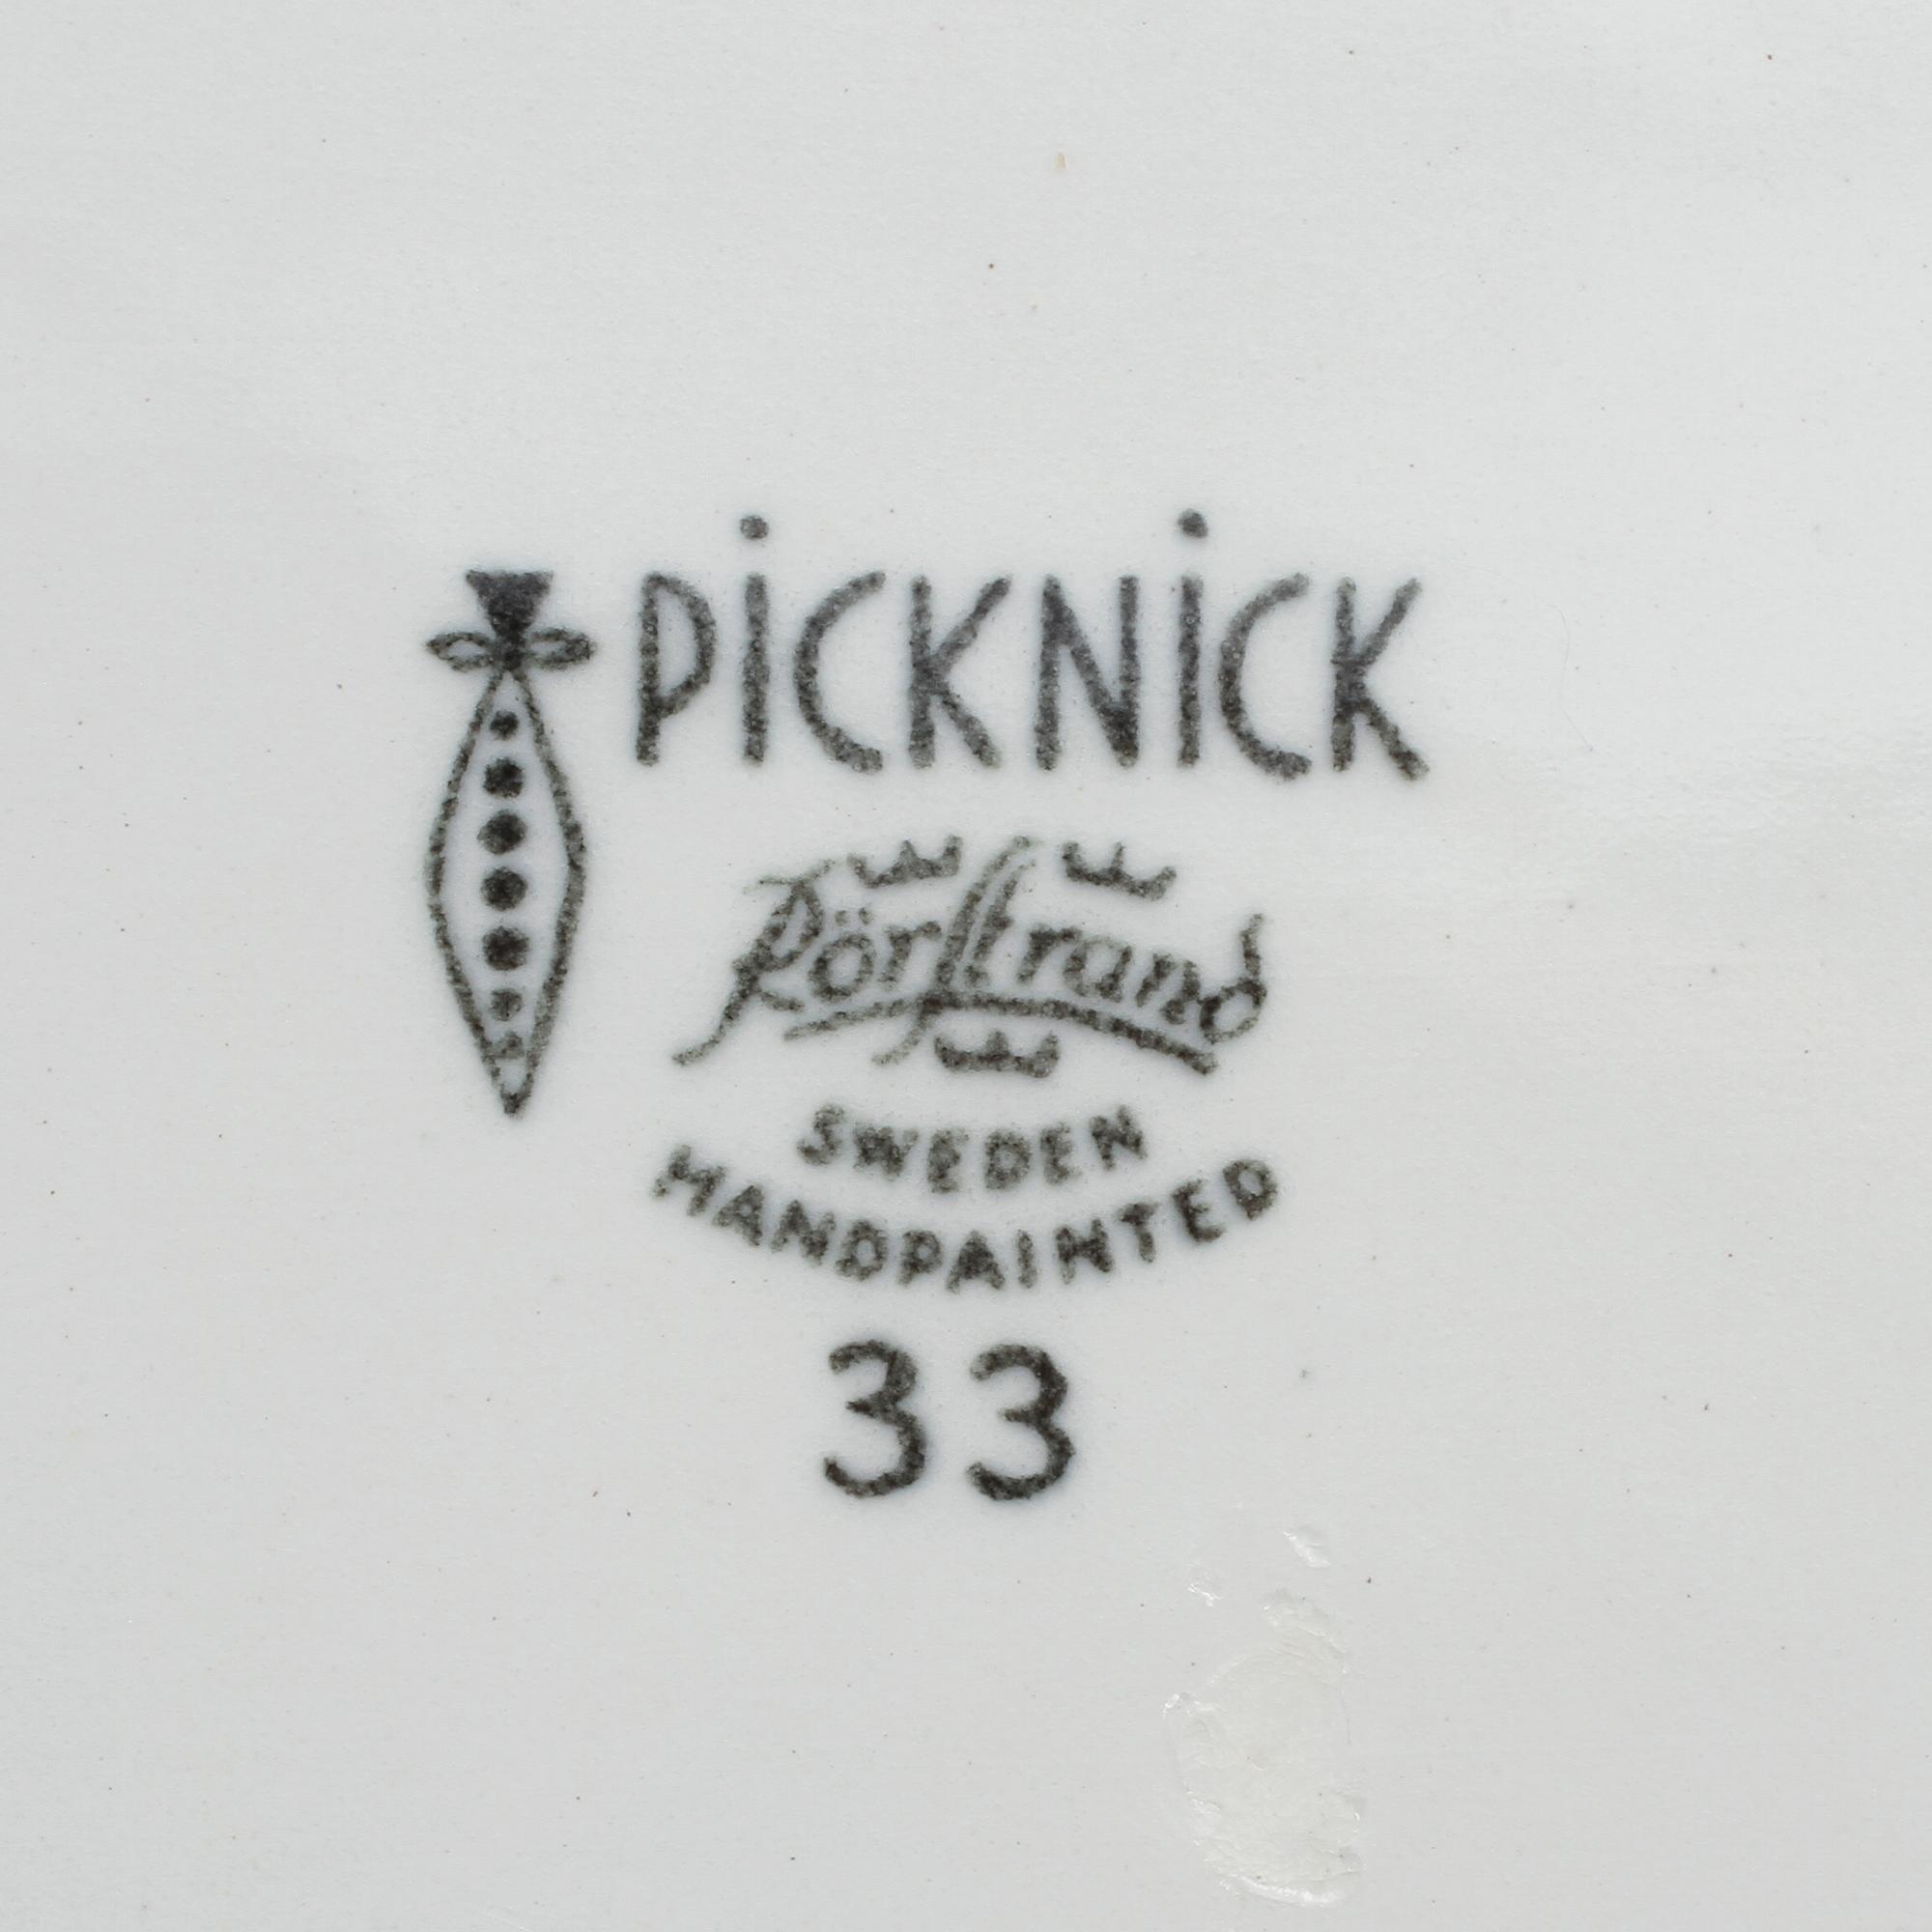 PiCKNiCK
Rörstrand
SWEDEN
HANDPAINTED
33